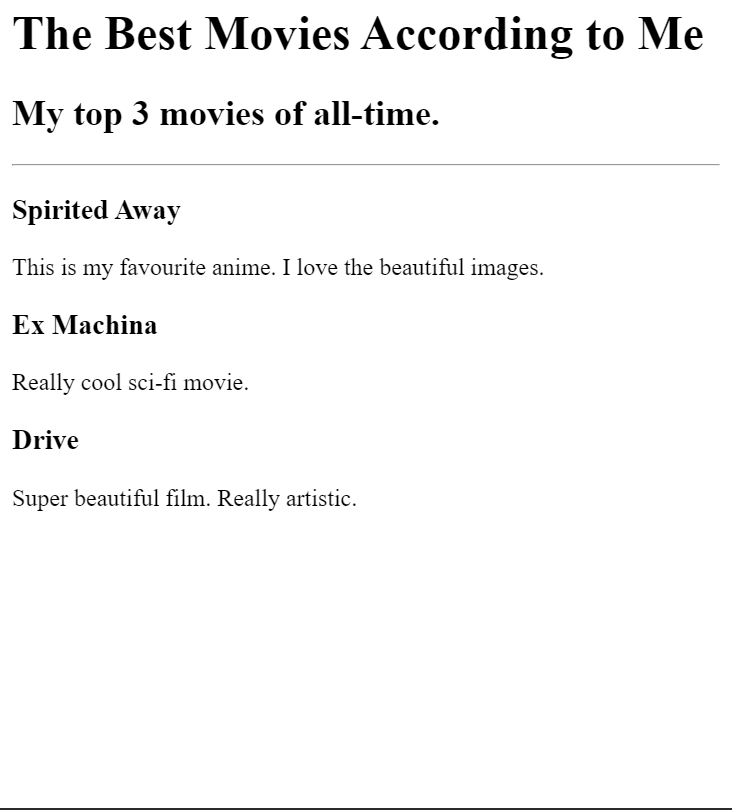 The Best Movies According to Me
My top 3 movies of all-time.
Spirited Away
This is my favourite anime. I love the beautiful images.
Ex Machina
Really cool sci-fi movie.
Drive
Super beautiful film. Really artistic.